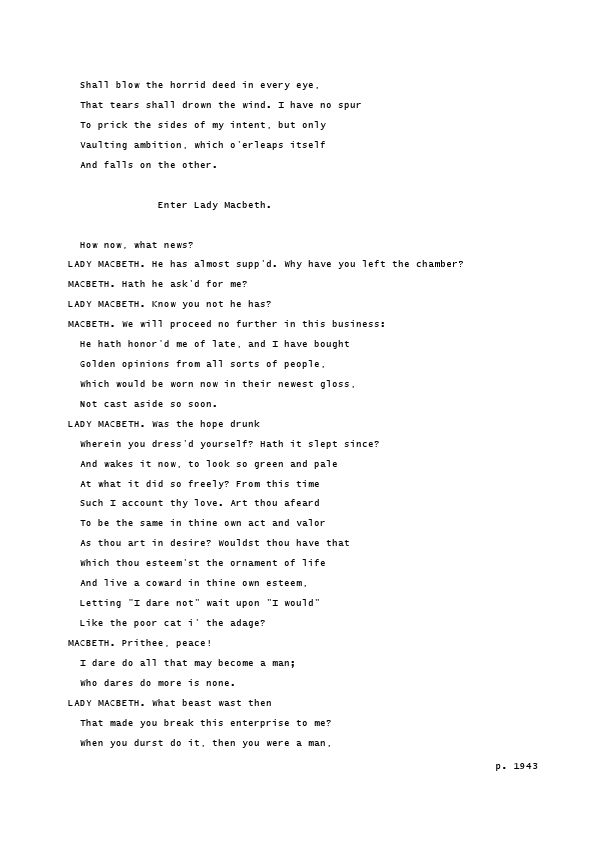 Shall blow the horrid deed in every eye,
That tears shall drown the wind. I have no spur
To prick the sides of my intent, but only
Vaulting ambition, which o'erleaps itself
And falls on the other.
Enter Lady Macbeth.
How now, what news?
LADY MACBETH. He has almost supp'd. Why have you left the chamber?
MACBETH. Hath he ask'd for me?
LADY MACBETH. Know you not he has?
MACBETH. We will proceed no further in this business:
He hath honor'd me of late, and I have bought
Golden opinions from all sorts of people,
Which would be worn now in their newest gloss,
Not cast aside so soon.
LADY MACBETH. Was the hope drunk
Wherein you dress'd yourself? Hath it slept since?
And wakes it now, to look so green and pale
At what it did so freely? From this time
Such I account thy love. Art thou afeard
To be the same in thine own act and valor
As thou art in desire? Wouldst thou have that
Which thou esteem'st the ornament of life
And live a coward in thine own esteem,
Letting "I dare not" wait upon "I would"
Like the poor cat i' the adage?
MACBETH. Prithee, peace!
I dare do all that may become a man;
Who dares do more is none.
LADY MACBETH. What beast wast then
That made you break this enterprise to me?
When you durst do it, then you were a man,
p. 1943